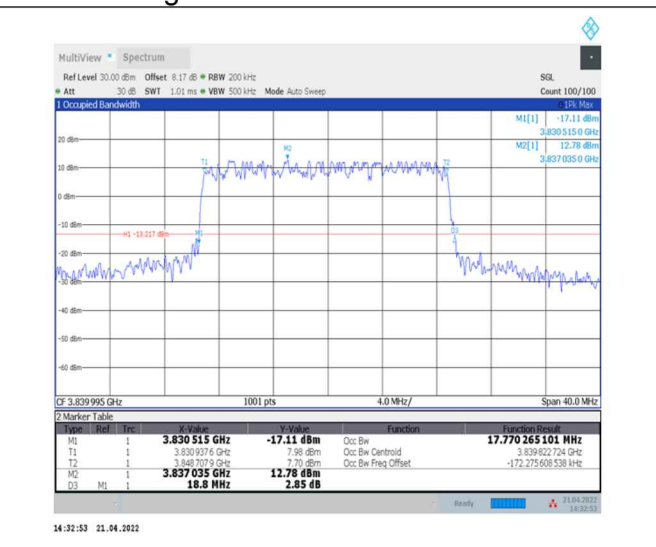 MultiView Spectrum
Ref Level 30.00 dBm Offset 8.17 dB RBW 200 kHz SGL
Att 30 dB SWT 1.01 ms VBW 500 kHz Mode Auto Sweep Count 100/100
1 Occupied Bandwidth 1Pk Max
M1[1] -17.11 dBm
3.830 515 0 GHz
M2[1] 12.78 dBm
3.837 035 0 GHz
20 dBm
10 dBm
0 dBm
-10 dBm
-20 dBm
-30 dBm
-40 dBm
-50 dBm
-60 dBm
T1
M2
T2
H1 -13.217 dBm
M1
D3
CF 3.839 995 GHz 1001 pts 4.0 MHz/ Span 40.0 MHz
2 Marker Table
Type Ref Trc X-Value Y-Value Function Function Result
M1 1 3.830 515 GHz -17.11 dBm Occ Bw 17.770 265 101 MHz
T1 1 3.830 937 6 GHz 7.98 dBm Occ Bw Centroid 3.839 822 724 GHz
T2 1 3.848 707 9 GHz 7.70 dBm Occ Bw Freq Offset -172.275 608 538 kHz
M2 1 3.837 035 GHz 12.78 dBm
D3 M1 1 18.8 MHz 2.85 dB
Ready 21.04.2022
14:32:53
14:32:53 21.04.2022